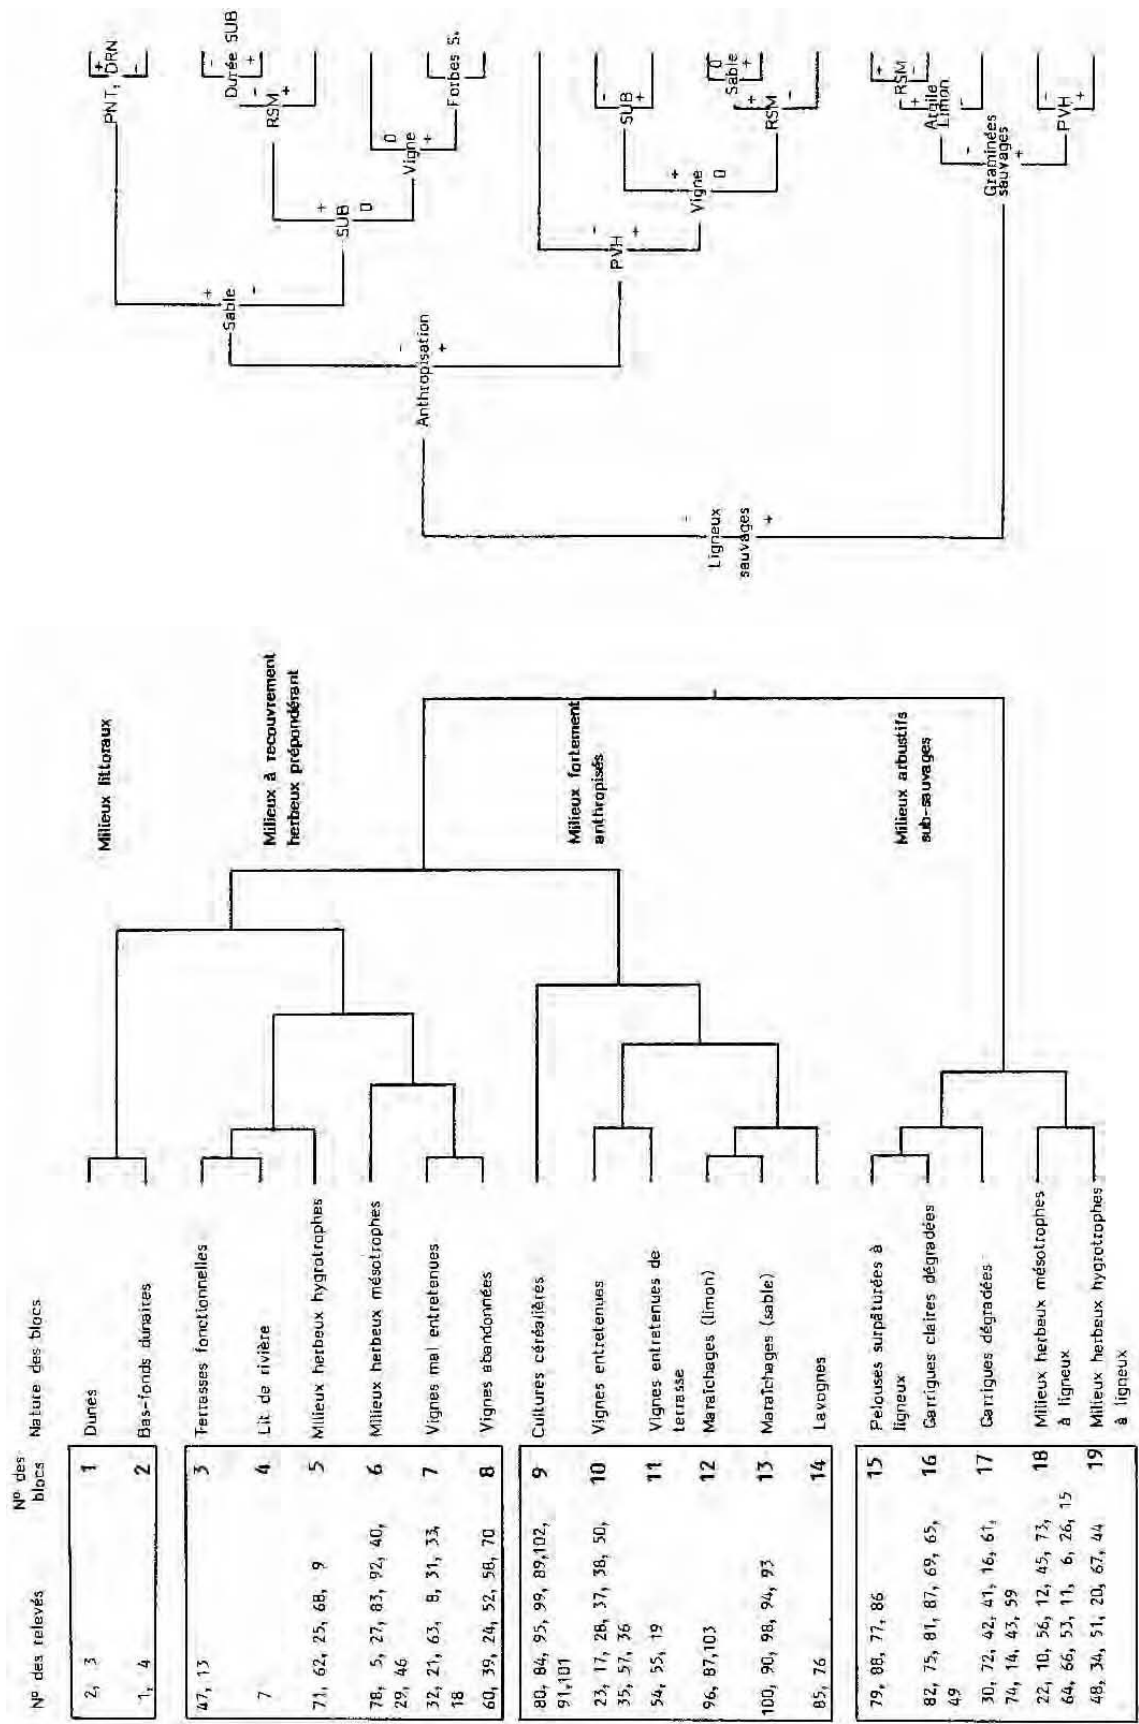 Nº des relevés
Nº des
blocs
Nature des blocs
2, 3
1
Dunes
1, 4
2
Bas-fonds dunaires
47, 13
3
Terrasses fonctionnelles
7
4
Lit de rivière
71, 62, 25, 68, 9
5
Milieux herbeux hygrotrophes
78, 5, 27, 83, 92, 40,
29, 46
6
Milieux herbeux mésotrophes
32, 21, 63, 8, 31, 33,
18
7
Vignes mal entretenues
60, 39, 24, 52, 58, 70
8
Vignes abandonnées
80, 84, 95, 99, 89,102,
91,101
9
Cultures céréalières
23, 17, 28, 37, 38, 50,
35, 57, 36
10
Vignes entretenues
54, 55, 19
11
Vignes entretenues de
terrasse
96, 87,103
12
Maraîchages (limon)
100, 90, 98, 94, 93
13
Maraîchages (sable)
85, 76
14
Lavognes
79, 88, 77, 86
15
Pelouses surpâturées à
ligneux
82, 75, 81, 87, 69, 65,
49
16
Garrigues claires dégradées
30, 72, 42, 41, 16, 61,
74, 14, 43, 59
17
Garrigues dégradées
22, 10, 56, 12, 45, 73,
64, 66, 53, 11, 6, 26, 15
18
Milieux herbeux mésotrophes
à ligneux
48, 34, 51, 20, 67, 44
19
Milieux herbeux hygrotrophes
à ligneux
Milieux littoraux
Milieux à recouvrement
herbeux prépondérant
Milieux fortement
anthropisés
Milieux arbustifs
sub-sauvages
Ligneux
sauvages
- +
Anthropisation
- +
Sable
+ -
PNT, DRN
+ -
SUB
+ 0
RSM
- +
Durée SUB
- +
Vigne
0 +
Forbes S.
PVH
- +
Vigne
+ 0
SUB
- +
RSM
+ -
Sable
0 +
Graminées
sauvages
- +
Argile
Limon
+ -
RSM
+ -
PVH
- +